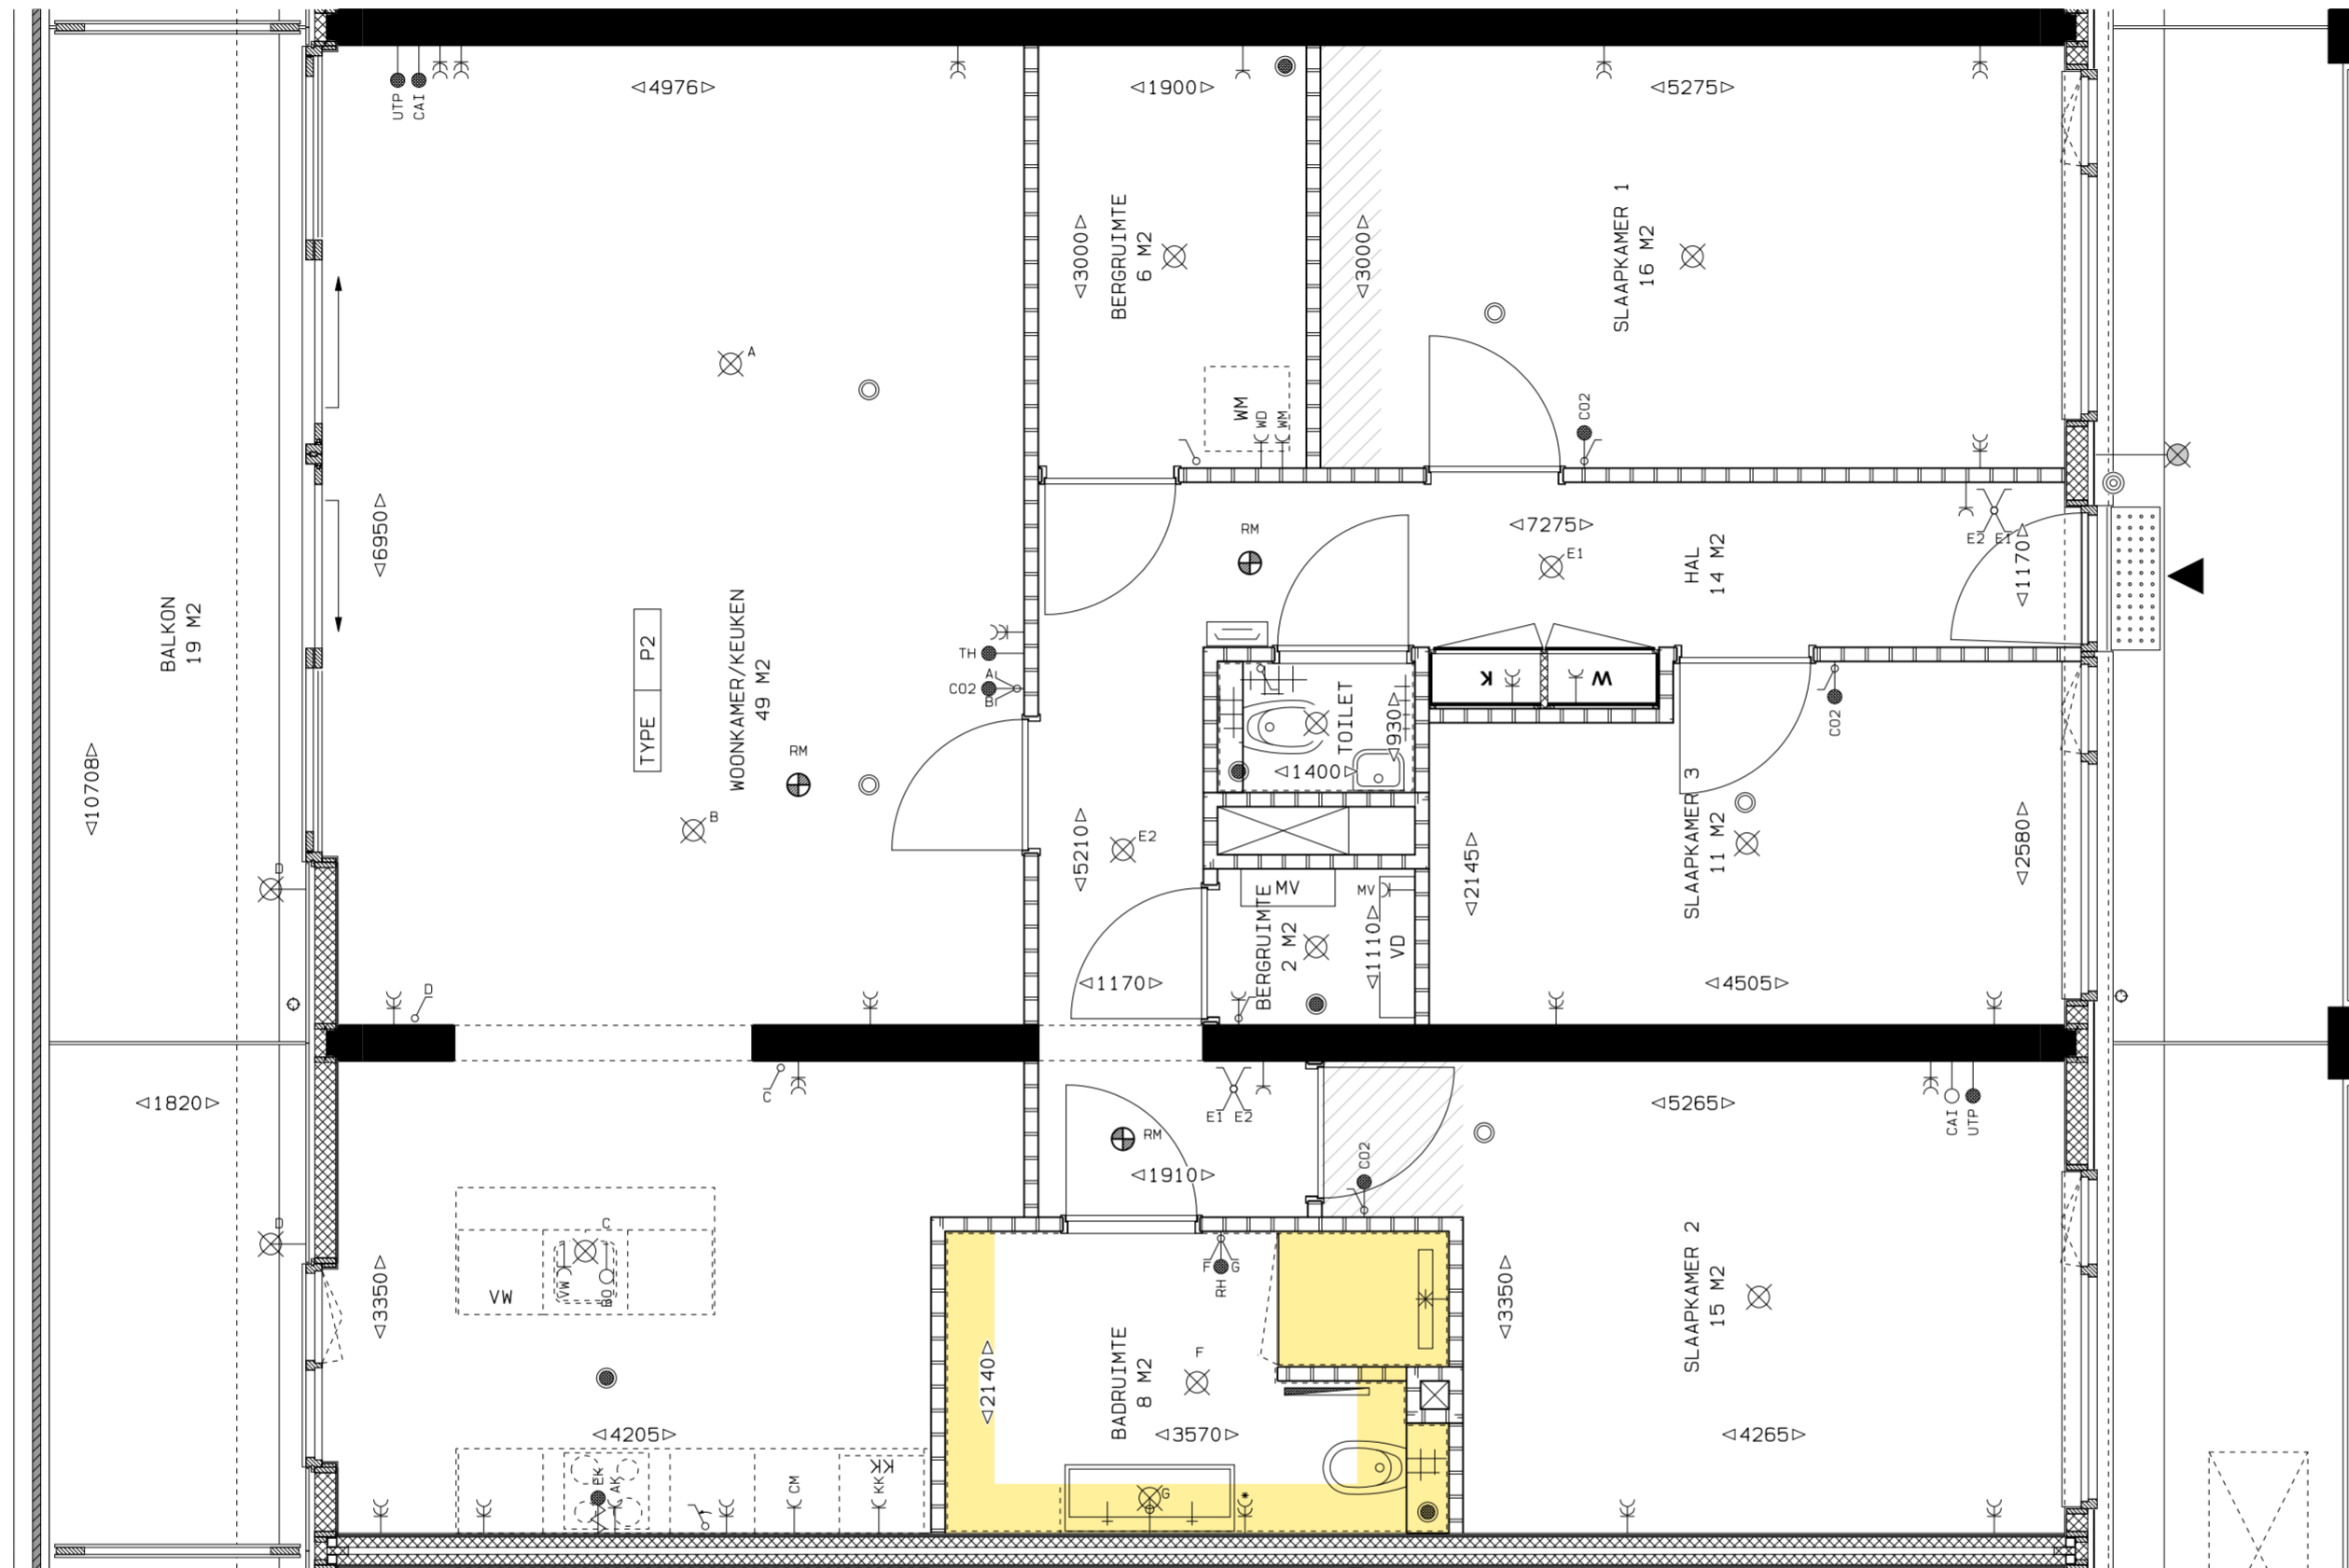 UTP
CAI
4976
1900
5275
3000
BERGRUIMTE
6 M2
3000
SLAAPKAMER 1
16 M2
A
WM
WD
WM
CO2
6950
RM
7275
E1
HAL
14 M2
E2 E1
1170
BALKON
19 M2
10708
TYPE P2
WOONKAMER/KEUKEN
49 M2
TH
CO2
A
B
RM
B
TOILET
930
1400
K
W
CO2
5210
E2
MV
MV
BERGRUIMTE
2 M2
1110
VD
1170
2145
SLAAPKAMER 3
11 M2
2580
4505
D
D
1820
C
E1 E2
RM
1910
CO2
5265
CAI
UTP
D
3350
C
VW
VW
BO
F G
RH
2140
BADRUIMTE
8 M2
F
3570
3350
SLAAPKAMER 2
15 M2
4265
4205
EK
AK
CM
KK
KK
G
*